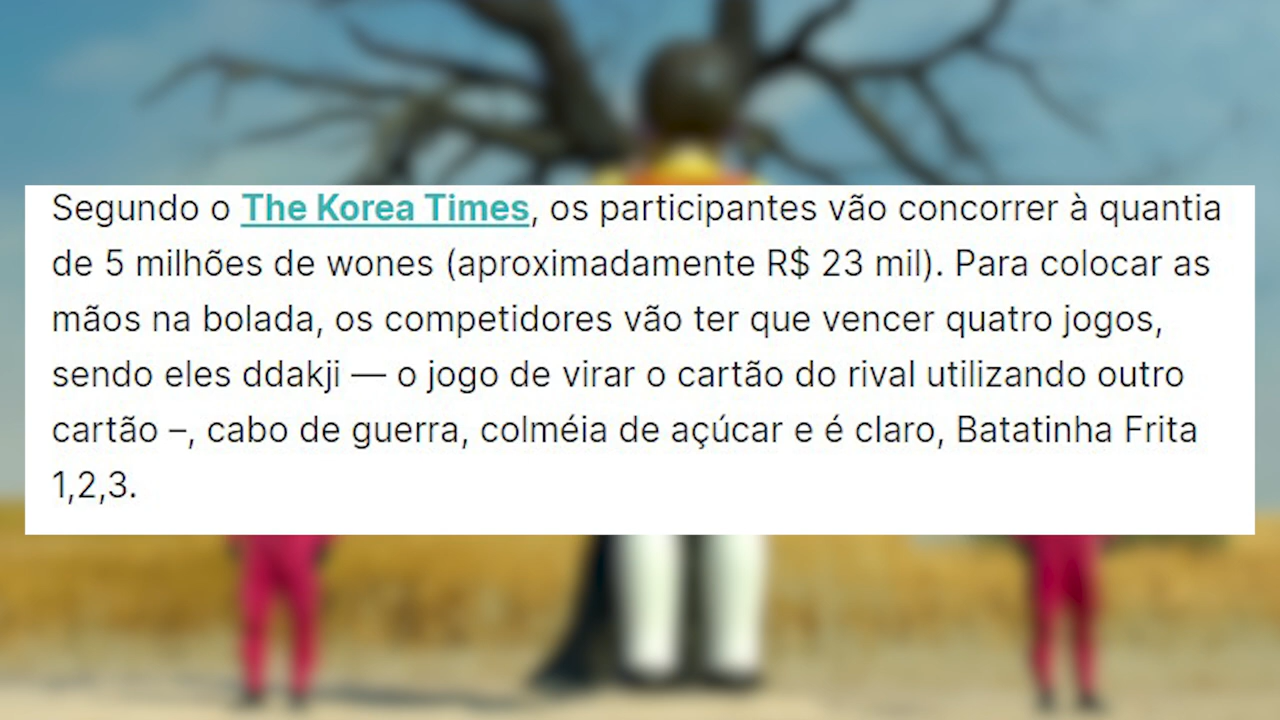 Segundo o The Korea Times, os participantes vão concorrer à quantia
de 5 milhões de wones (aproximadamente R$ 23 mil). Para colocar as
mãos na bolada, os competidores vão ter que vencer quatro jogos,
sendo eles ddakji — o jogo de virar o cartão do rival utilizando outro
cartão –, cabo de guerra, colméia de açúcar e é claro, Batatinha Frita
1,2,3.